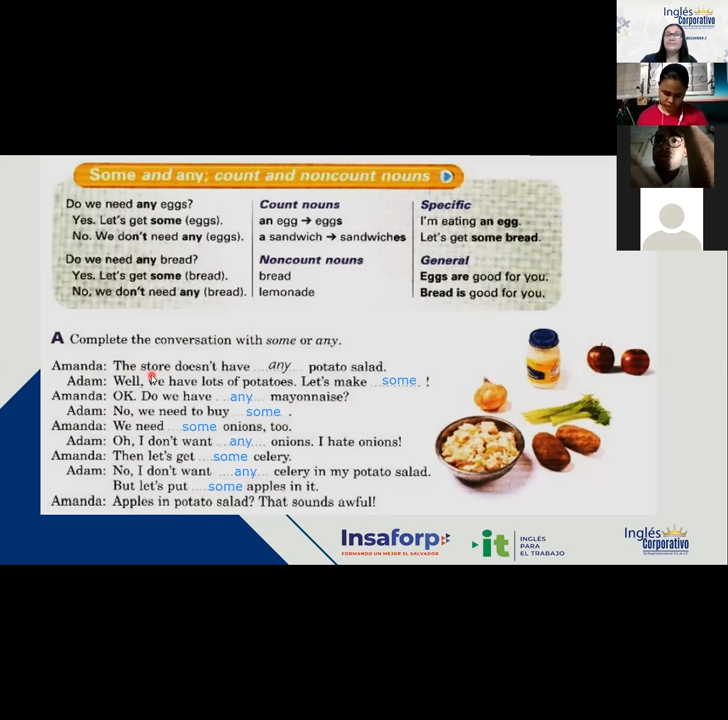 Inglés
Corporativo
BEGINNER 2
Some and any; count and noncount nouns
Do we need any eggs?
Yes. Let's get some (eggs).
No. We don't need any (eggs).
Do we need any bread?
Yes. Let's get some (bread).
No, we don't need any (bread).
Count nouns
an egg → eggs
a sandwich → sandwiches
Noncount nouns
bread
lemonade
Specific
I'm eating an egg.
Let's get some bread.
General
Eggs are good for you.
Bread is good for you.
A Complete the conversation with some or any.
Amanda: The store doesn't have any potato salad.
Adam: Well, we have lots of potatoes. Let's make some !
Amanda: OK. Do we have any mayonnaise?
Adam: No, we need to buy some .
Amanda: We need some onions, too.
Adam: Oh, I don't want any onions. I hate onions!
Amanda: Then let's get some celery.
Adam: No, I don't want any celery in my potato salad.
But let's put some apples in it.
Amanda: Apples in potato salad? That sounds awful!
Insaforp
FORMANDO UN MEJOR EL SALVADOR
it
INGLÉS
PARA
EL TRABAJO
Inglés
Corporativo